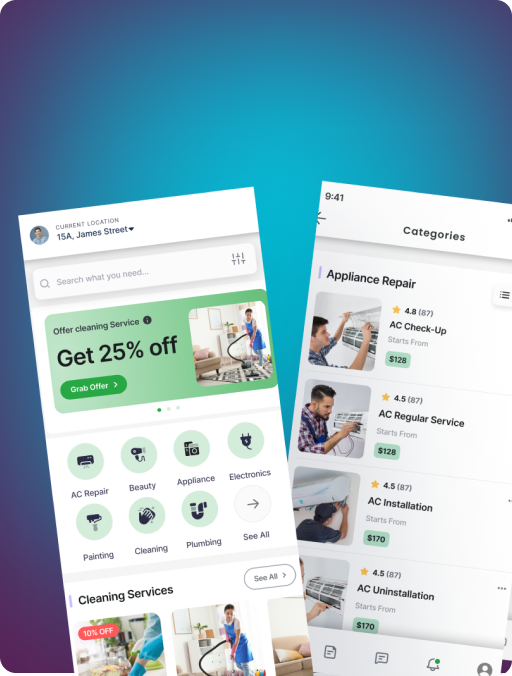 CURRENT LOCATION
15A, James Street
Search what you need...
Offer cleaning Service
Get 25% off
Grab Offer
AC Repair
Beauty
Appliance
Electronics
Painting
Cleaning
Plumbing
See All
Cleaning Services
See All
10% OFF
9:41
Categories
Appliance Repair
4.8 (87)
AC Check-Up
Starts From
$128
4.5 (87)
AC Regular Service
Starts From
$128
4.5 (87)
AC Installation
Starts From
$170
4.5 (87)
AC Uninstallation
Starts From
$170